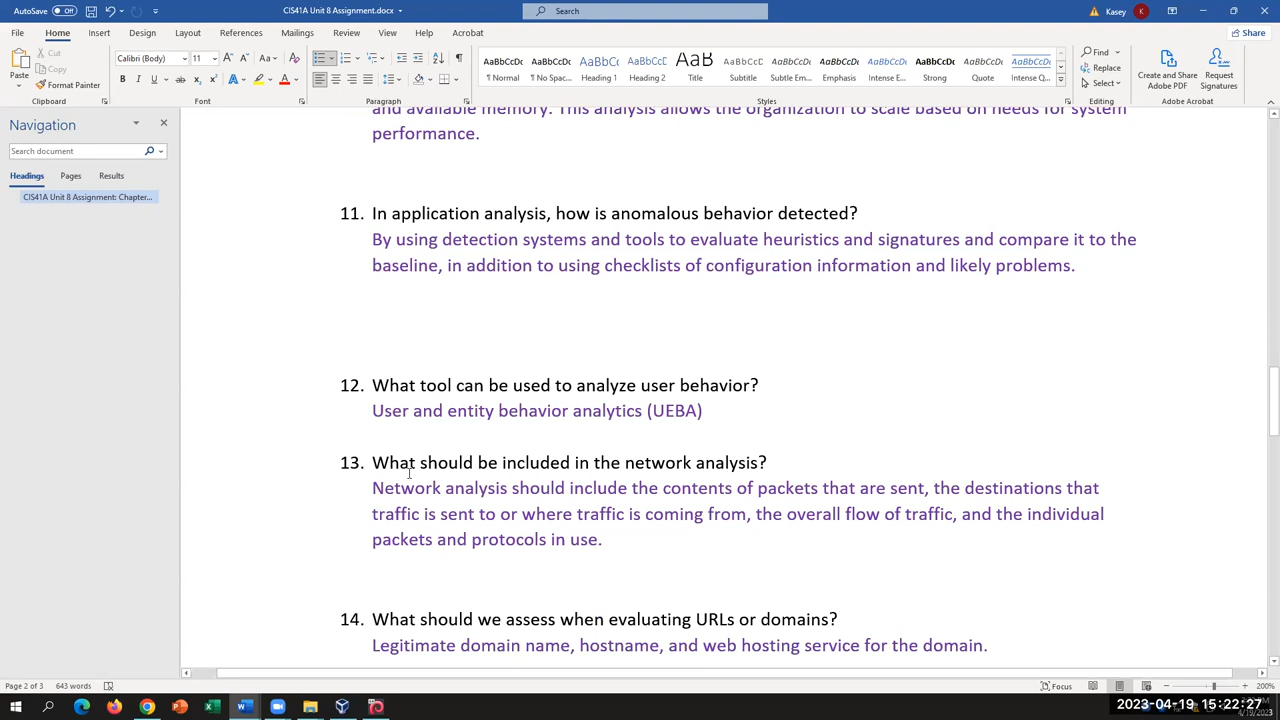 AutoSave Off CIS41A Unit 8 Assignment.docx Search Kasey K
File Home Insert Design Layout References Mailings Review View Help Acrobat Share
Paste Cut Copy Format Painter
Calibri (Body) 11
AaBbCcDc AaBbCcDc AaBbC AaBbCcC AaB AaBbCcD AaBbCcDc AaBbCcDc AaBbCcDc AaBbCcDc AaBbCcDc AaBbCcDc
¶ Normal ¶ No Spac... Heading 1 Heading 2 Title Subtitle Subtle Em... Emphasis Intense E... Strong Quote Intense Q...
Find Replace Select
Create and Share Adobe PDF Request Signatures
Clipboard Font Paragraph Styles Editing Adobe Acrobat
Navigation
Search document
Headings Pages Results
CIS41A Unit 8 Assignment: Chapter...
and available memory. This analysis allows the organization to scale based on needs for system
performance.
11. In application analysis, how is anomalous behavior detected?
By using detection systems and tools to evaluate heuristics and signatures and compare it to the
baseline, in addition to using checklists of configuration information and likely problems.
12. What tool can be used to analyze user behavior?
User and entity behavior analytics (UEBA)
13. What should be included in the network analysis?
Network analysis should include the contents of packets that are sent, the destinations that
traffic is sent to or where traffic is coming from, the overall flow of traffic, and the individual
packets and protocols in use.
14. What should we assess when evaluating URLs or domains?
Legitimate domain name, hostname, and web hosting service for the domain.
Page 2 of 3 643 words Focus 200%
2023-04-19 15:22:27
4/19/2023